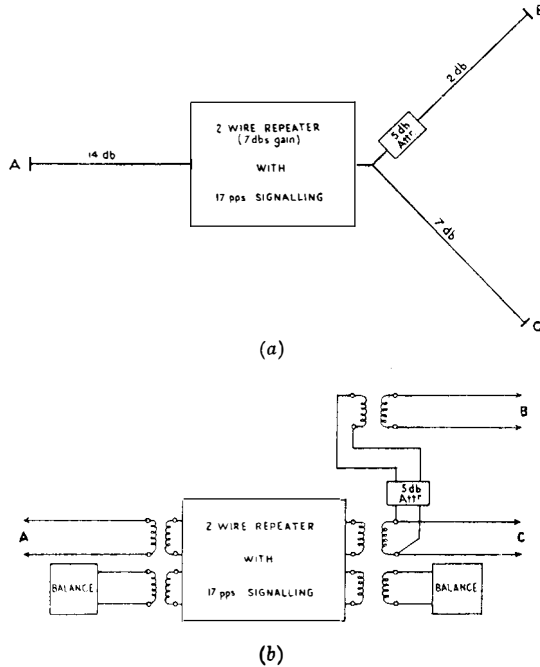 B
2 db
5 db
Attr
2 WIRE REPEATER
(7 dbs gain)
WITH
17 pps SIGNALLING
A
14 db
7 db
C
(a)
B
5 db
Attr
A
2 WIRE REPEATER
WITH
17 pps SIGNALLING
C
BALANCE
BALANCE
(b)